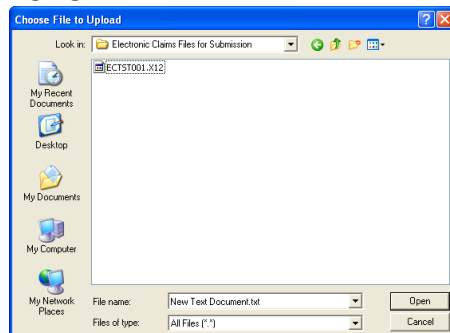 Choose File to Upload
Look in: Electronic Claims Files for Submission
ECTST001.X12
My Recent
Documents
Desktop
My Documents
My Computer
My Network
Places
File name: New Text Document.txt Open
Files of type: All Files (*.*) Cancel